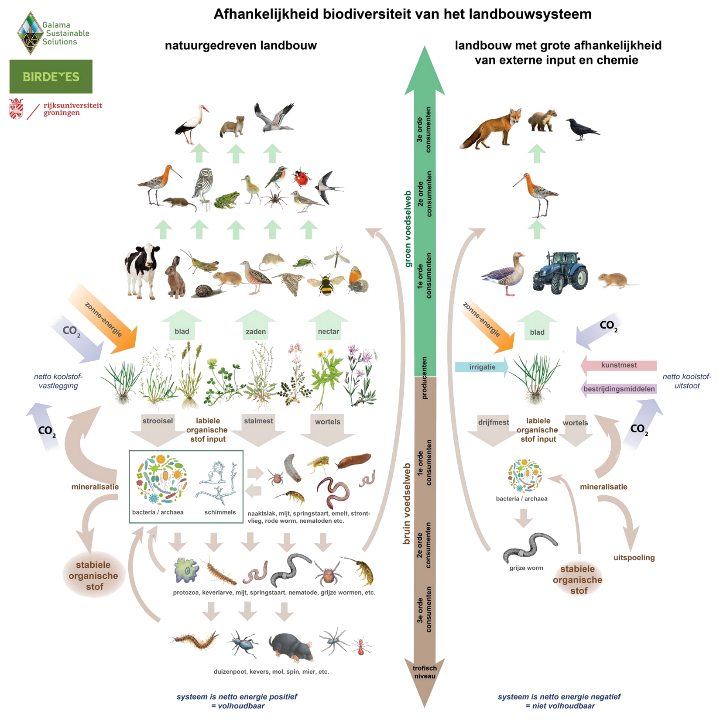 Afhankelijkheid biodiversiteit van het landbouwsysteem
Galama
Sustainable
Solutions
BIRDEYES
rijksuniversiteit
groningen
natuurgedreven landbouw
landbouw met grote afhankelijkheid
van externe input en chemie
3e orde
consumenten
2e orde
consumenten
groen voedselweb
1e orde
consumenten
producenten
bruin voedselweb
1e orde
consumenten
2e orde
consumenten
3e orde
consumenten
trofisch
niveau
zonne-energie
CO2
blad
zaden
nectar
netto koolstof-
vastlegging
CO2
strooisel
labiele
organische
stof input
stalmest
wortels
mineralisatie
bacteria / archaea
schimmels
naaktslak, mijt, springstaart, emelt, stront-
vlieg, rode worm, nematoden etc.
stabiele
organische
stof
protozoa, keverlarve, mijt, springstaart, nematode, grijze wormen, etc.
duizenpoot, kevers, mol, spin, mier, etc.
systeem is netto energie positief
= volhoudbaar
zonne-energie
CO2
blad
irrigatie
kunstmest
bestrijdingsmiddelen
netto koolstof-
uitstoot
CO2
drijfmest
labiele
organische
stof input
wortels
bacteria / archaea
mineralisatie
grijze worm
stabiele
organische
stof
uitspoeling
systeem is netto energie negatief
= niet volhoudbaar